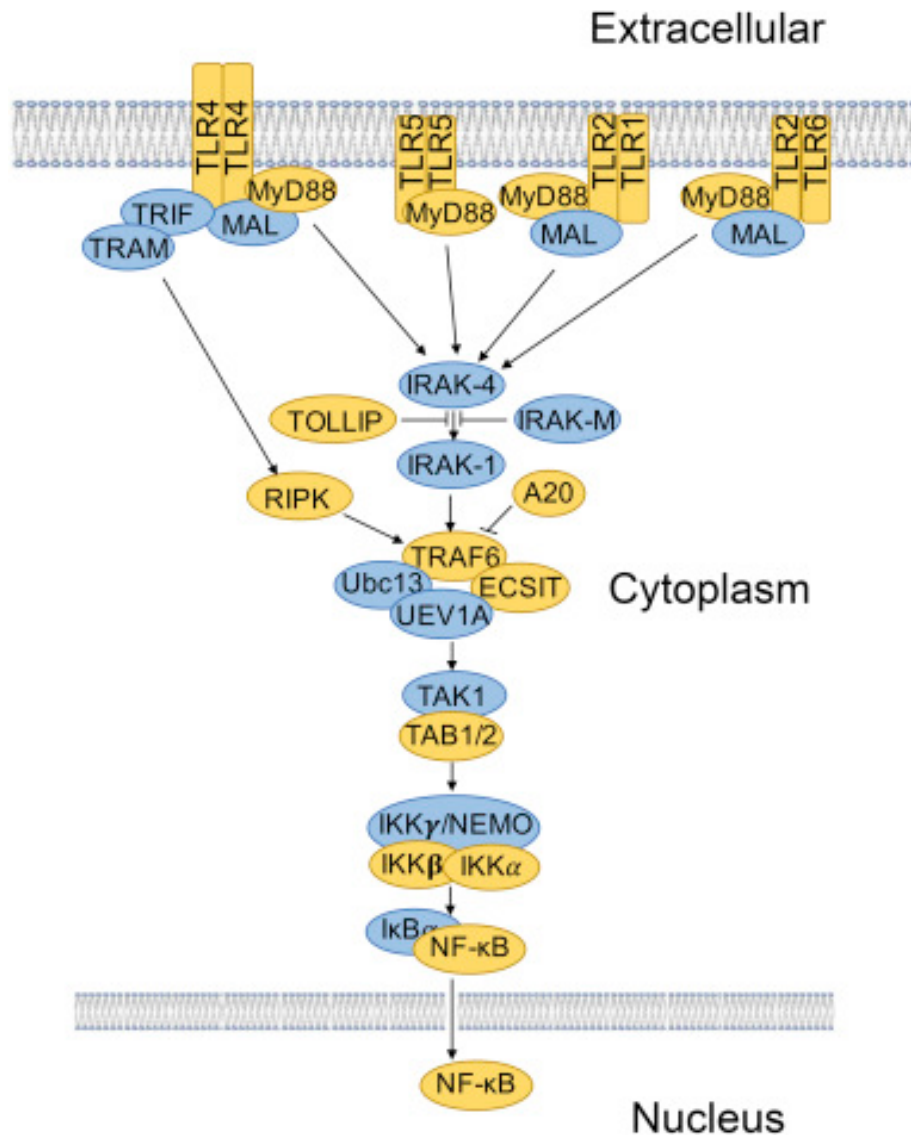 Extracellular
TLR4
TLR4
TLR5
TLR5
TLR2
TLR1
TLR2
TLR6
MyD88
TRIF
MAL
TRAM
MyD88
MyD88
MAL
MyD88
MAL
IRAK-4
TOLLIP
IRAK-M
IRAK-1
RIPK
A20
TRAF6
Ubc13
ECSIT
UEV1A
Cytoplasm
TAK1
TAB1/2
IKKγ/NEMO
IKKβ
IKKα
IκBα
NF-κB
NF-κB
Nucleus